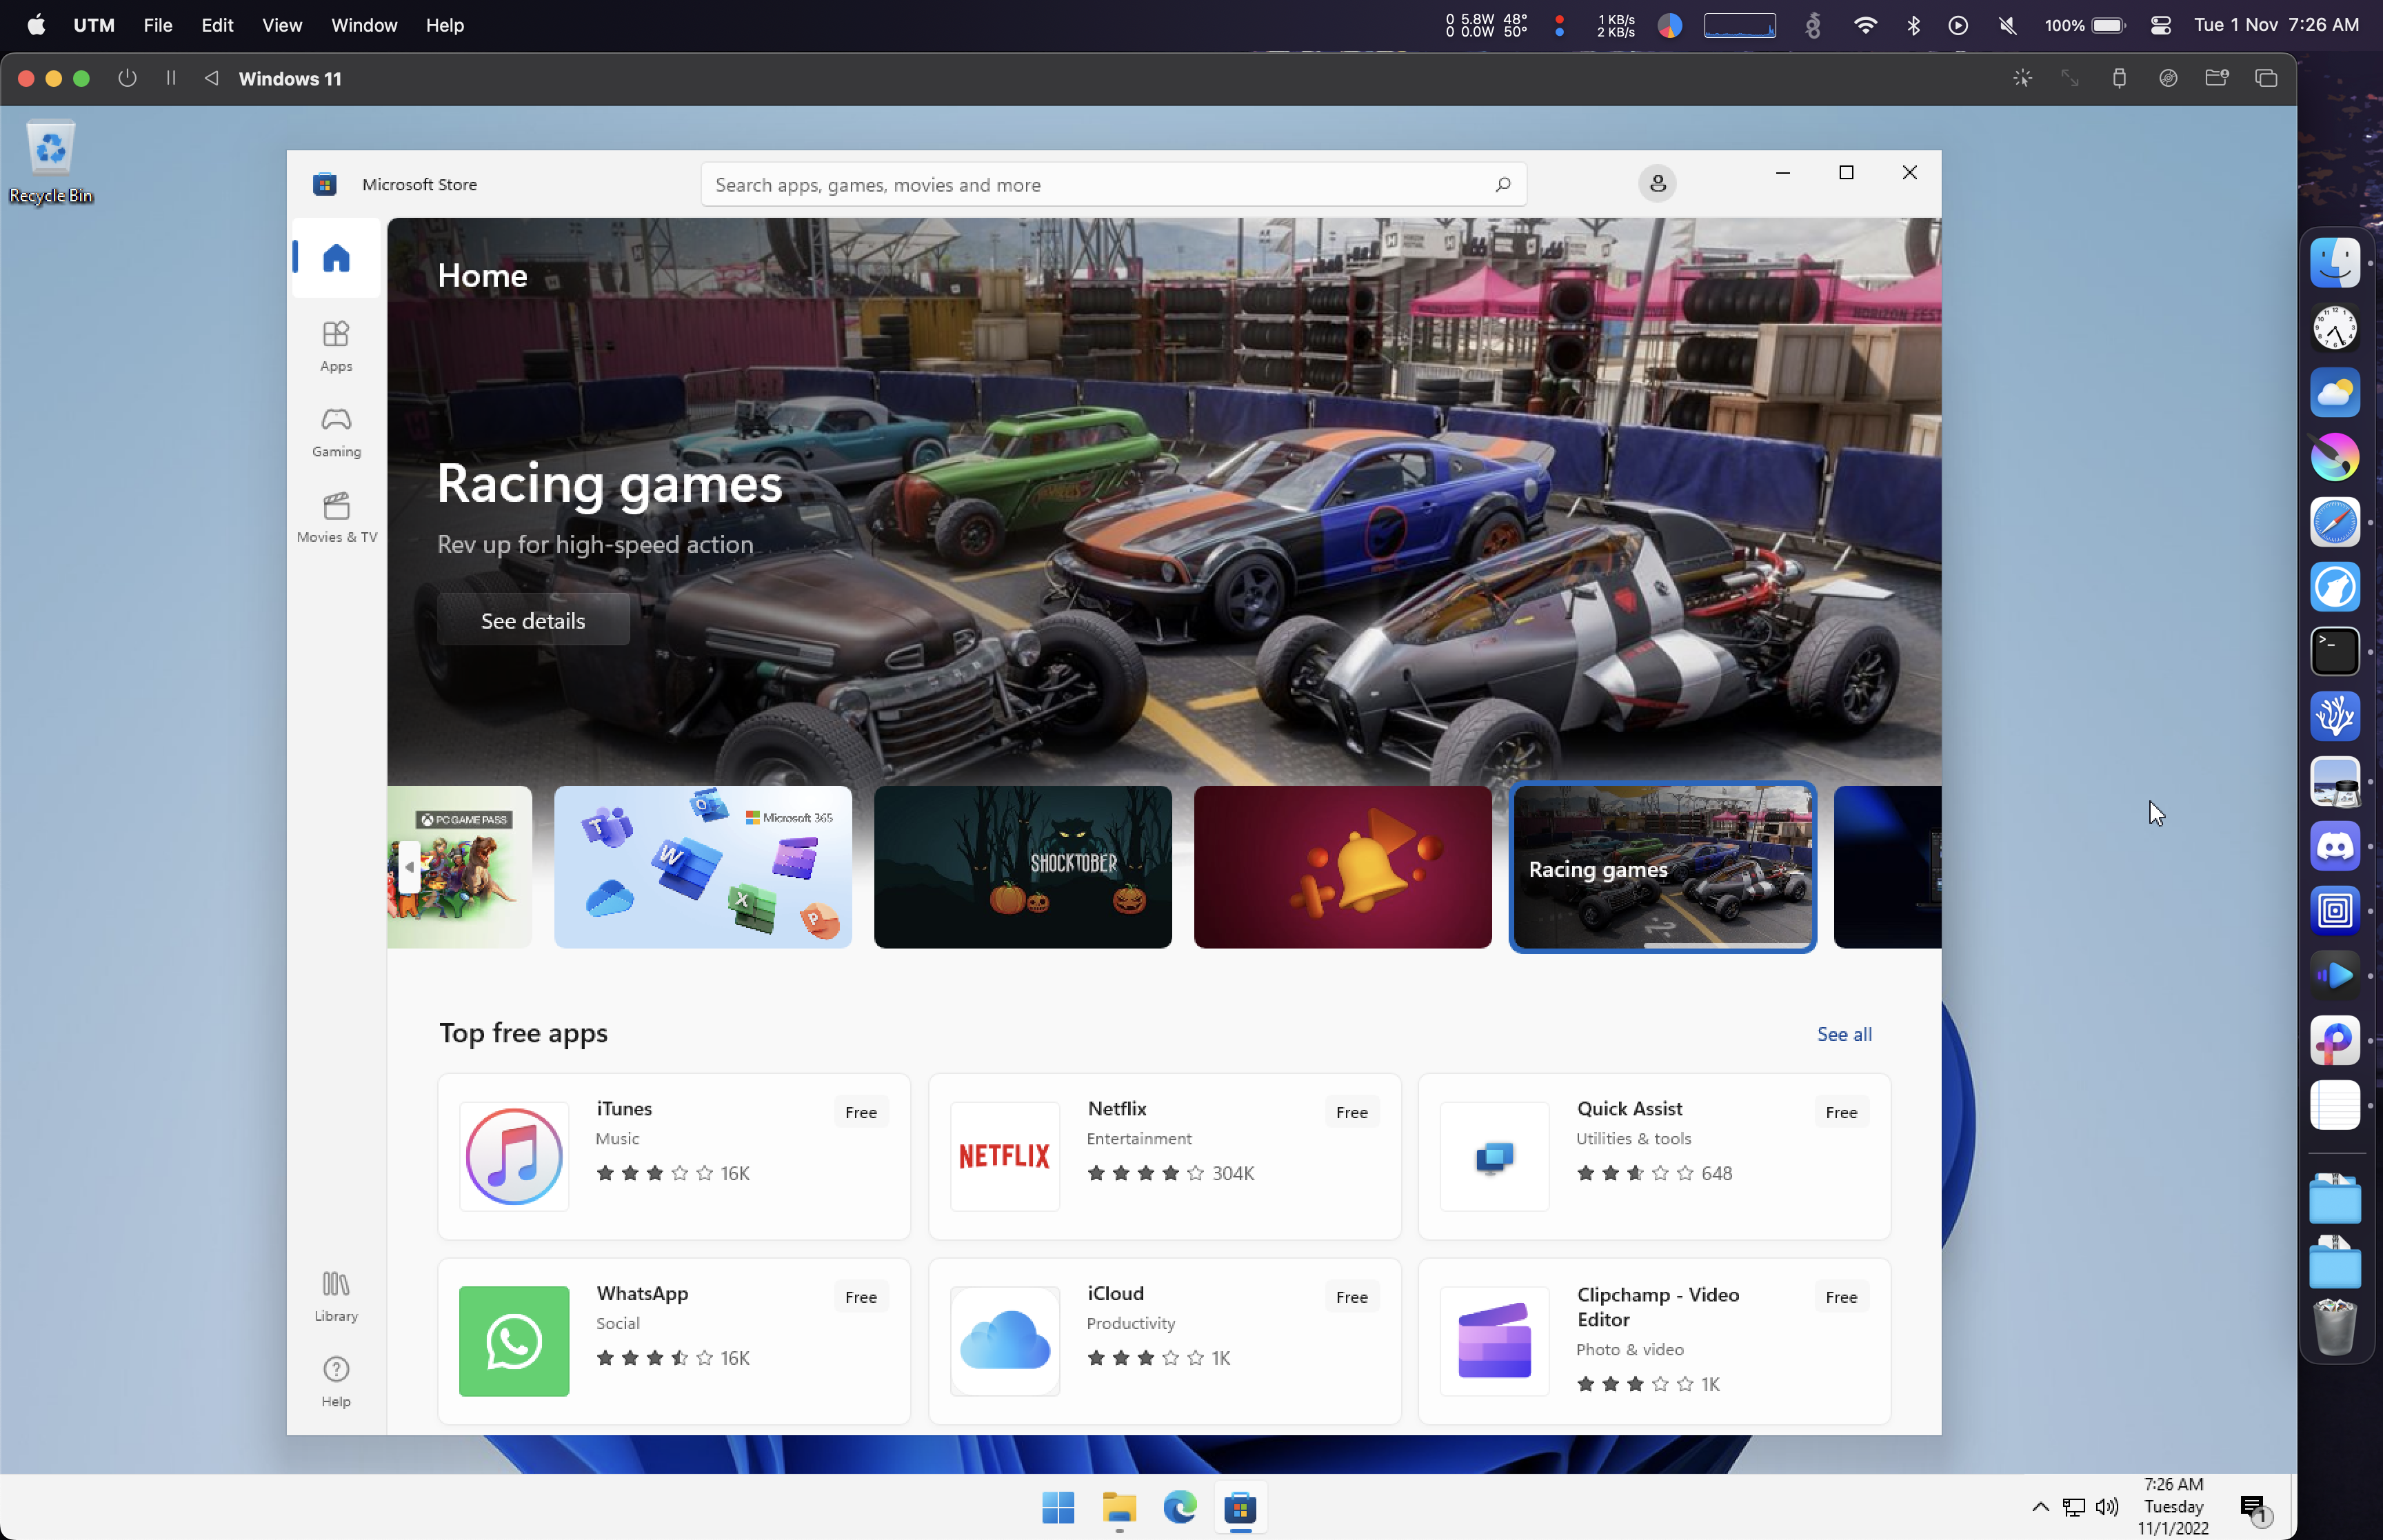 UTM File Edit View Window Help
0 5.8W 48°
0 0.0W 50°
1 KB/s
2 KB/s
100%
Tue 1 Nov 7:26 AM
Windows 11
Recycle Bin
Microsoft Store
Search apps, games, movies and more
Home
Apps
Gaming
Movies & TV
Library
Help
HORIZON FEST
Racing games
Rev up for high-speed action
See details
PC GAME PASS
Microsoft 365
SHOCKTOBER
Racing games
Top free apps
See all
iTunes
Free
Music
16K
NETFLIX
Netflix
Free
Entertainment
304K
Quick Assist
Free
Utilities & tools
648
WhatsApp
Free
Social
16K
iCloud
Free
Productivity
1K
Clipchamp - Video
Editor
Free
Photo & video
1K
7:26 AM
Tuesday
11/1/2022
1